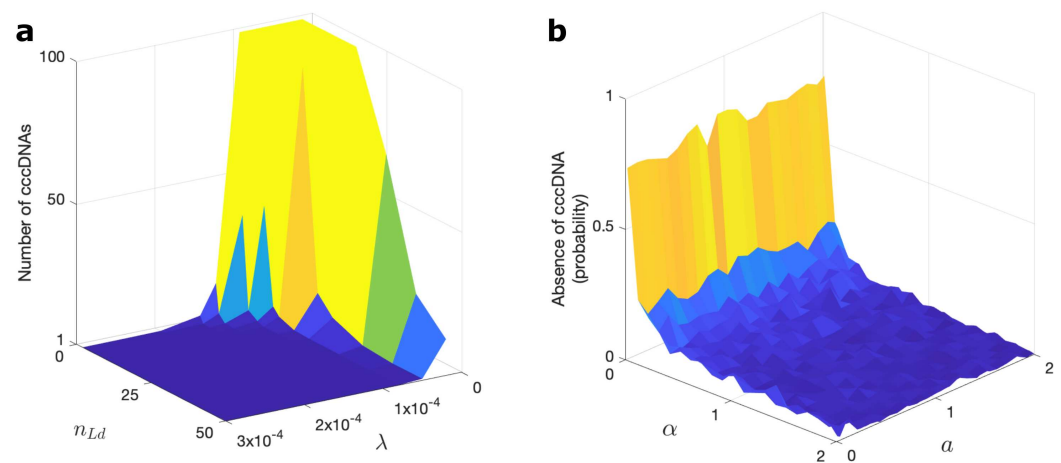 a
Number of cccDNAs
100
50
1
0
25
50
n_{Ld}
3x10⁻⁴
2x10⁻⁴
1x10⁻⁴
0
λ
b
Absence of cccDNA
(probability)
1
0.5
0
0
1
2
α
0
1
2
a